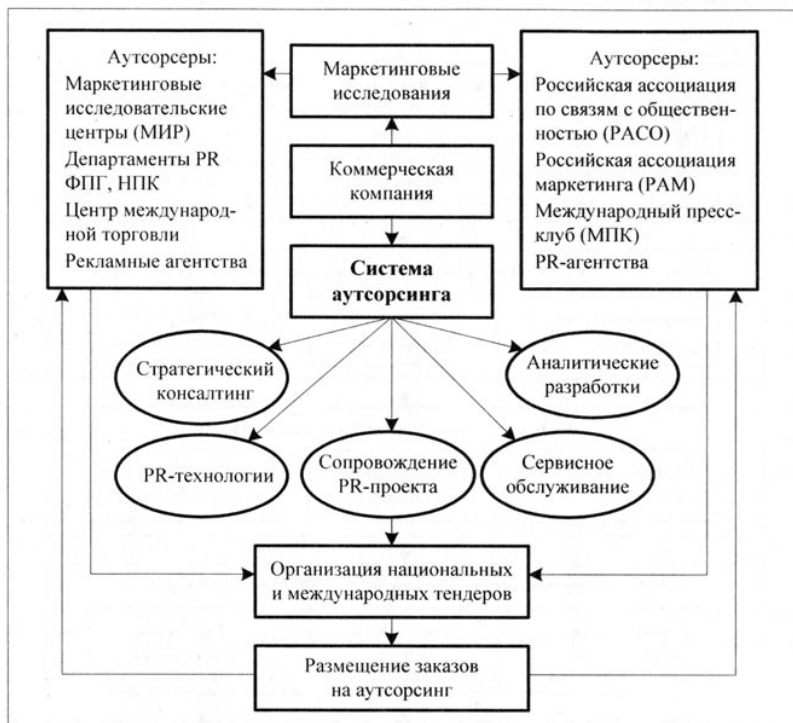 Аутсорсеры:
Маркетинговые
исследовательские
центры (МИР)
Департаменты PR
ФПГ, НПК
Центр международ-
ной торговли
Рекламные агентства
Маркетинговые
исследования
Коммерческая
компания
Система
аутсорсинга
Аутсорсеры:
Российская ассоциация
по связям с обществен-
ностью (РАСО)
Российская ассоциация
маркетинга (РАМ)
Международный пресс-
клуб (МПК)
PR-агентства
Стратегический
консалтинг
Аналитические
разработки
PR-технологии
Сопровождение
PR-проекта
Сервисное
обслуживание
Организация национальных
и международных тендеров
Размещение заказов
на аутсорсинг